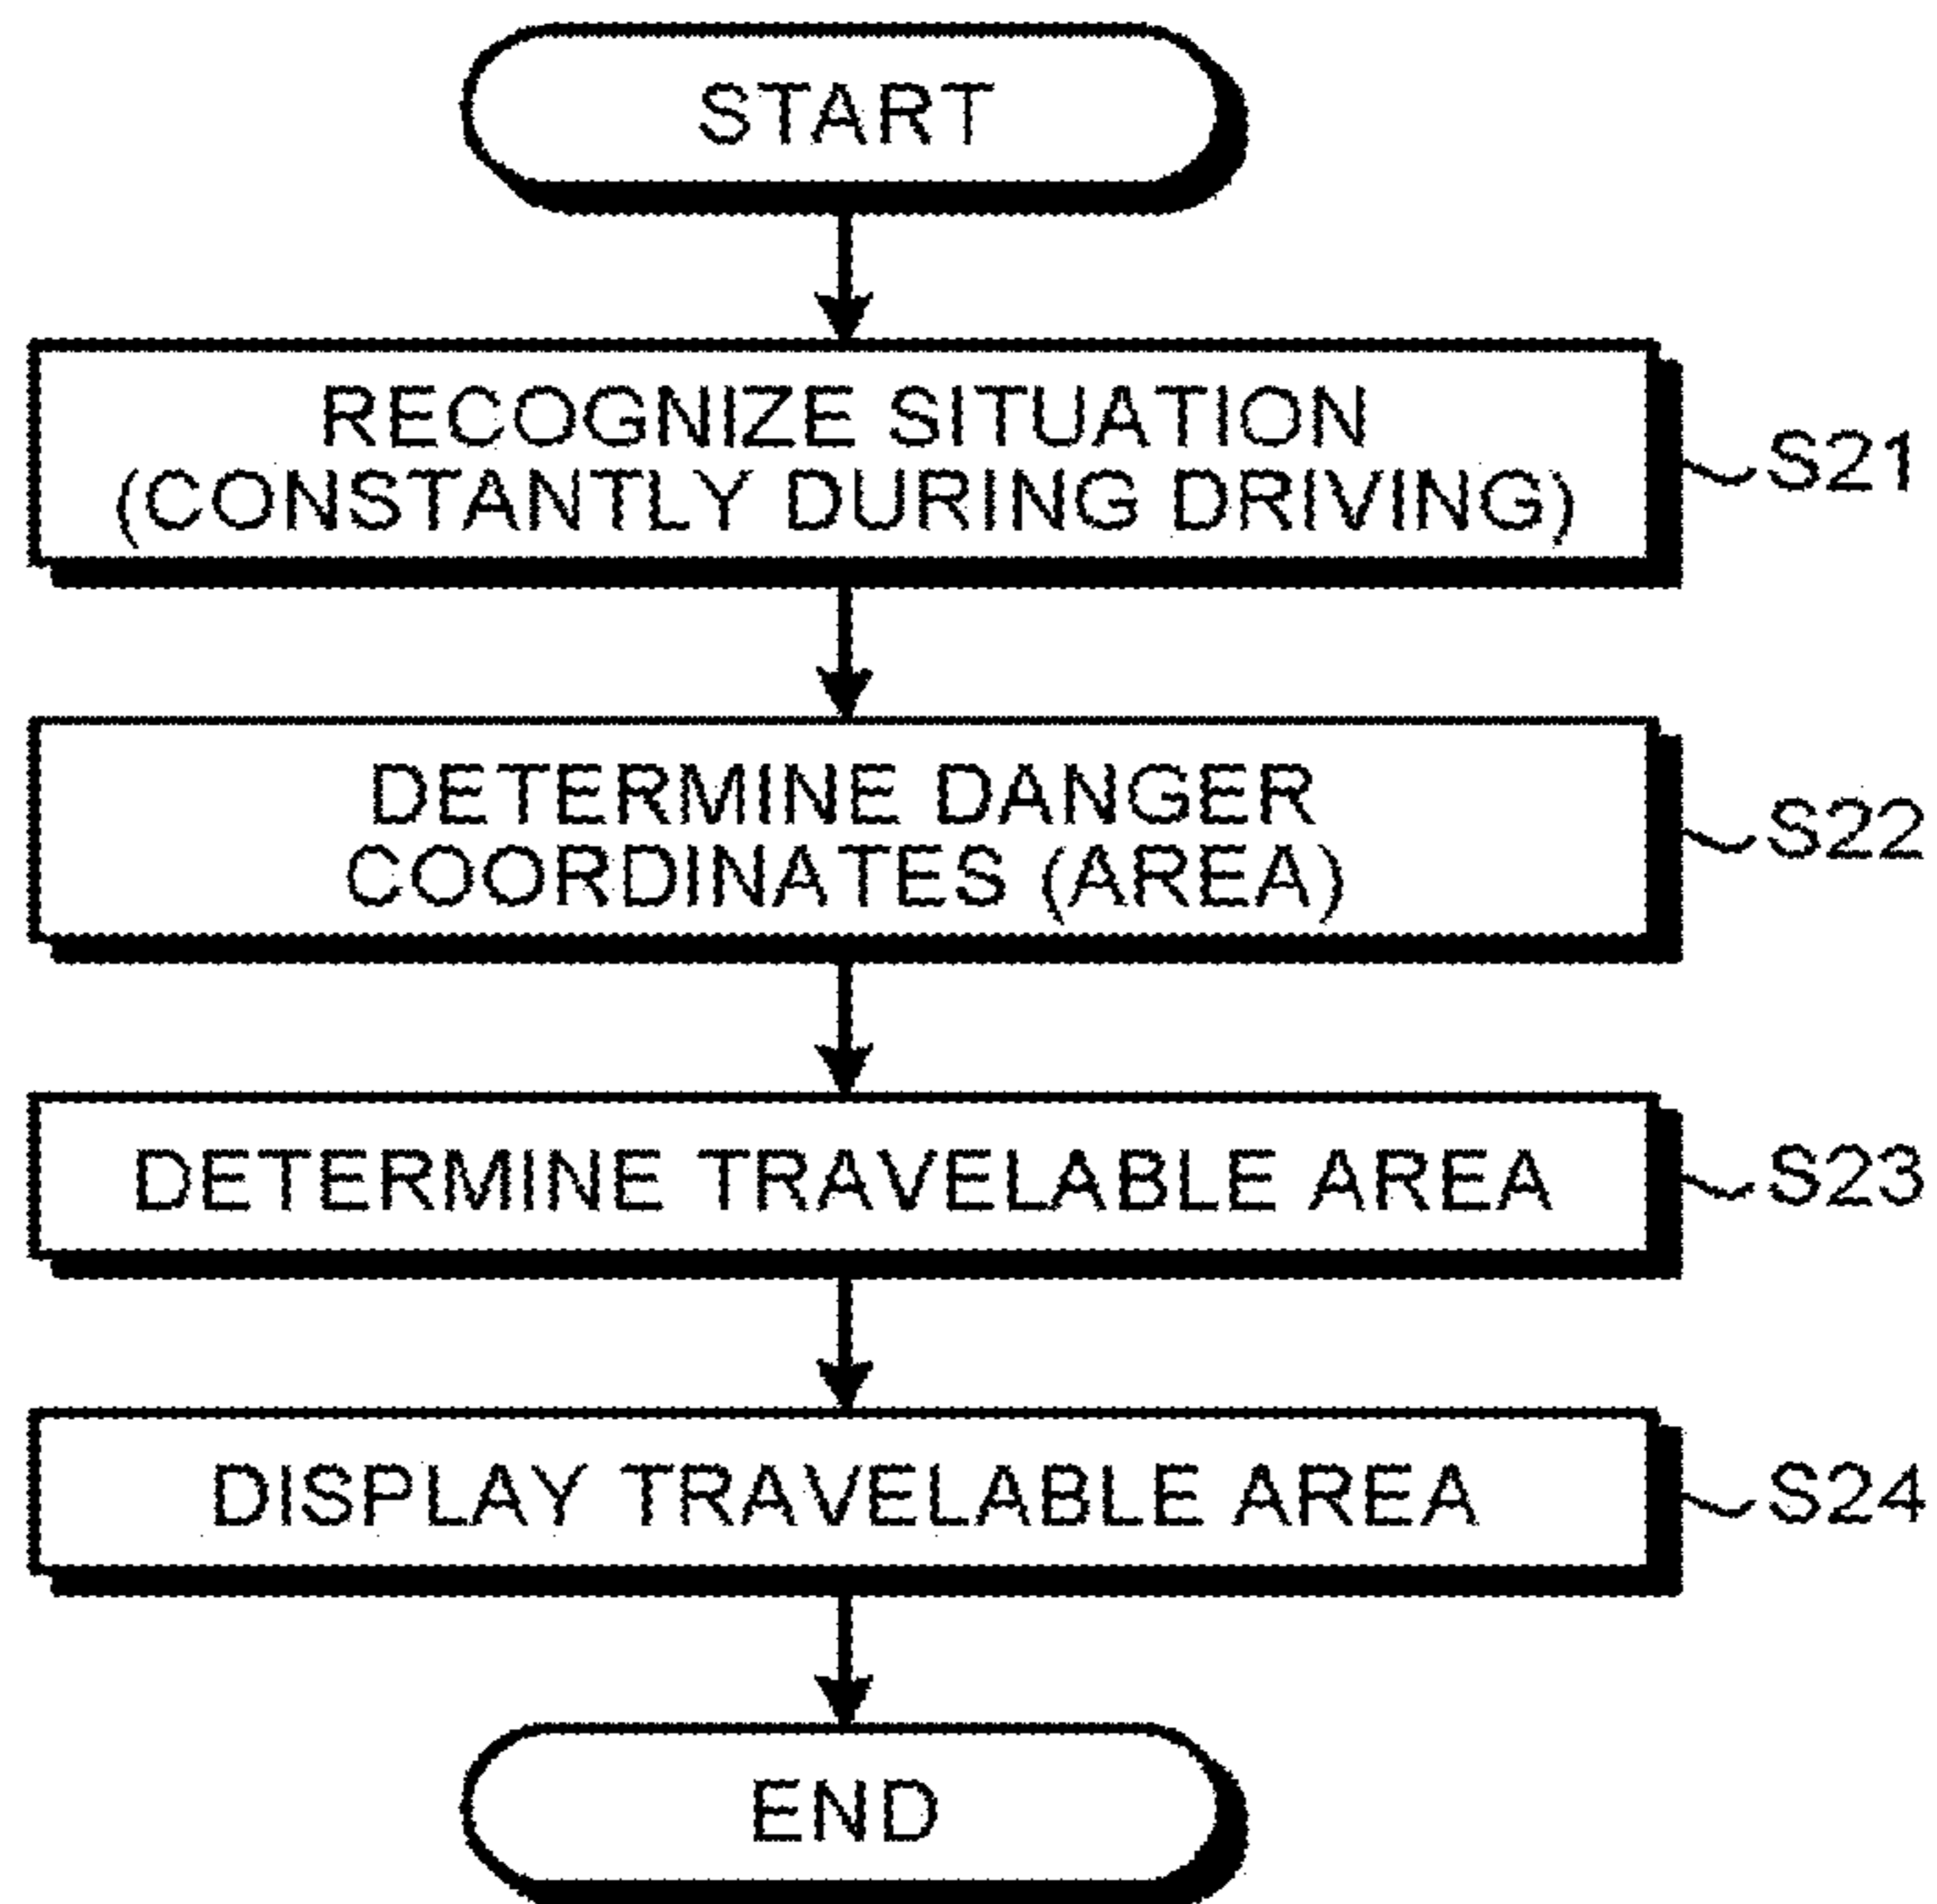 START
RECOGNIZE SITUATION
(CONSTANTLY DURING DRIVING)
S21
DETERMINE DANGER
COORDINATES (AREA)
S22
DETERMINE TRAVELABLE AREA
S23
DISPLAY TRAVELABLE AREA
S24
END